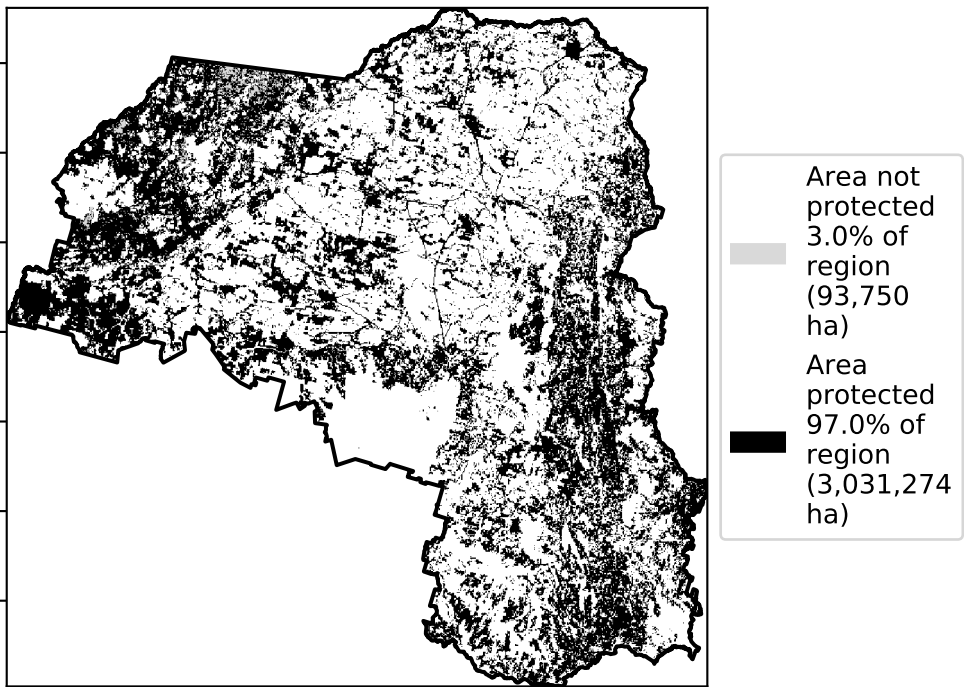 Area not
protected
3.0% of
region
(93,750
ha)
Area
protected
97.0% of
region
(3,031,274
ha)